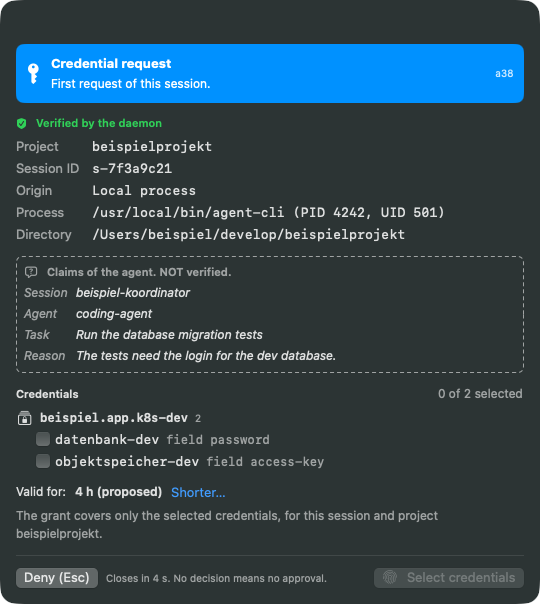 Credential request
First request of this session.
a38
Verified by the daemon
Project beispielprojekt
Session ID s-7f3a9c21
Origin Local process
Process /usr/local/bin/agent-cli (PID 4242, UID 501)
Directory /Users/beispiel/develop/beispielprojekt
Claims of the agent. NOT verified.
Session beispiel-koordinator
Agent coding-agent
Task Run the database migration tests
Reason The tests need the login for the dev database.
Credentials 0 of 2 selected
beispiel.app.k8s-dev 2
datenbank-dev field password
objektspeicher-dev field access-key
Valid for: 4 h (proposed) Shorter...
The grant covers only the selected credentials, for this session and project
beispielprojekt.
Deny (Esc) Closes in 4 s. No decision means no approval. Select credentials